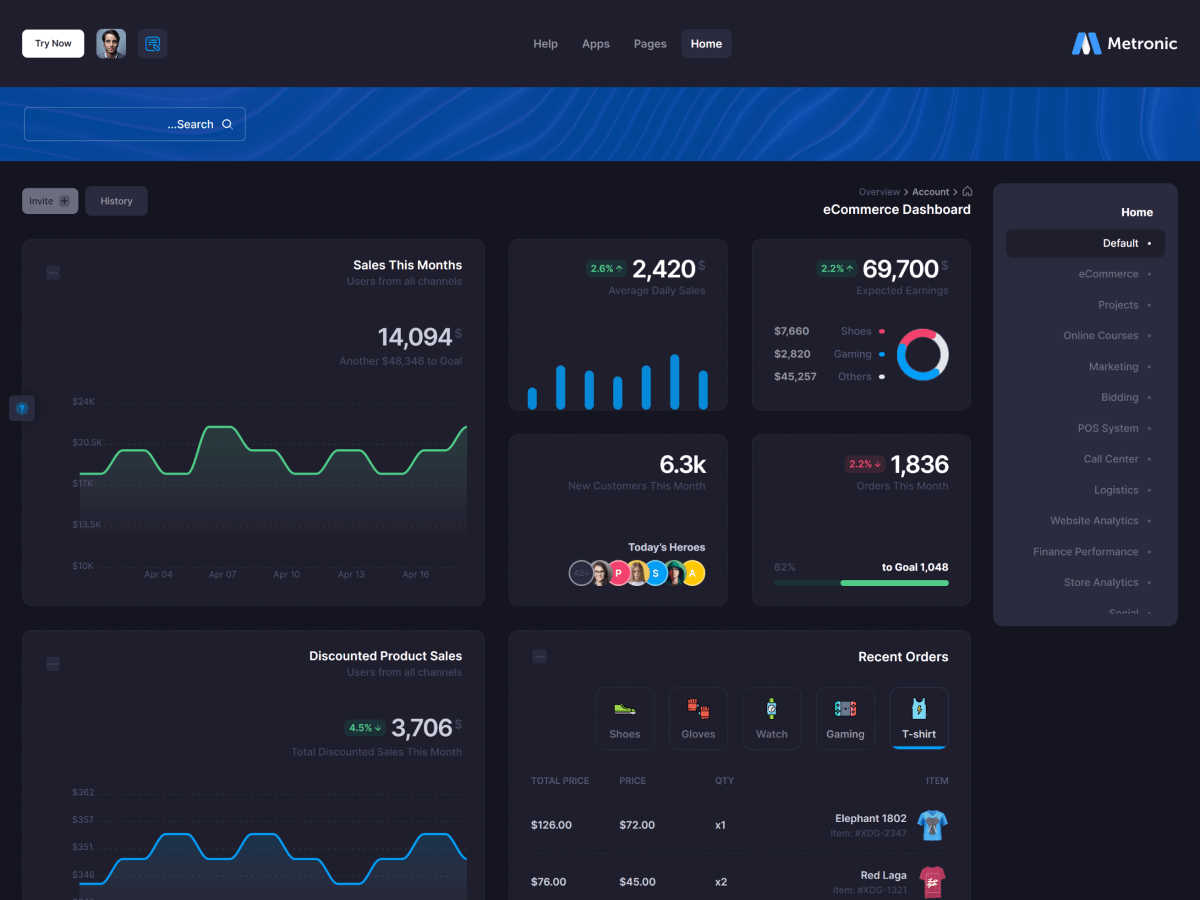 Try Now
Help
Apps
Pages
Home
Metronic
...Search
Invite
History
Overview > Account >
eCommerce Dashboard
Home
Default
eCommerce
Projects
Online Courses
Marketing
Bidding
POS System
Call Center
Logistics
Website Analytics
Finance Performance
Store Analytics
Social
Sales This Months
Users from all channels
14,094 $
Another $48,346 to Goal
$24K
$20.5K
$17K
$13.5K
$10K
Apr 04
Apr 07
Apr 10
Apr 13
Apr 16
2.6% ↑ 2,420 $
Average Daily Sales
2.2% ↑ 69,700 $
Expected Earnings
$7,660 Shoes
$2,820 Gaming
$45,257 Others
6.3k
New Customers This Month
Today's Heroes
42+
P
S
A
2.2% ↓ 1,836
Orders This Month
62%
to Goal 1,048
Discounted Product Sales
Users from all channels
4.5% ↓ 3,706 $
Total Discounted Sales This Month
$362
$357
$351
$346
Recent Orders
Shoes
Gloves
Watch
Gaming
T-shirt
TOTAL PRICE PRICE QTY ITEM
$126.00 $72.00 x1 Elephant 1802
Item: #XDG-2347
$76.00 $45.00 x2 Red Laga
Item: #XDG-1321